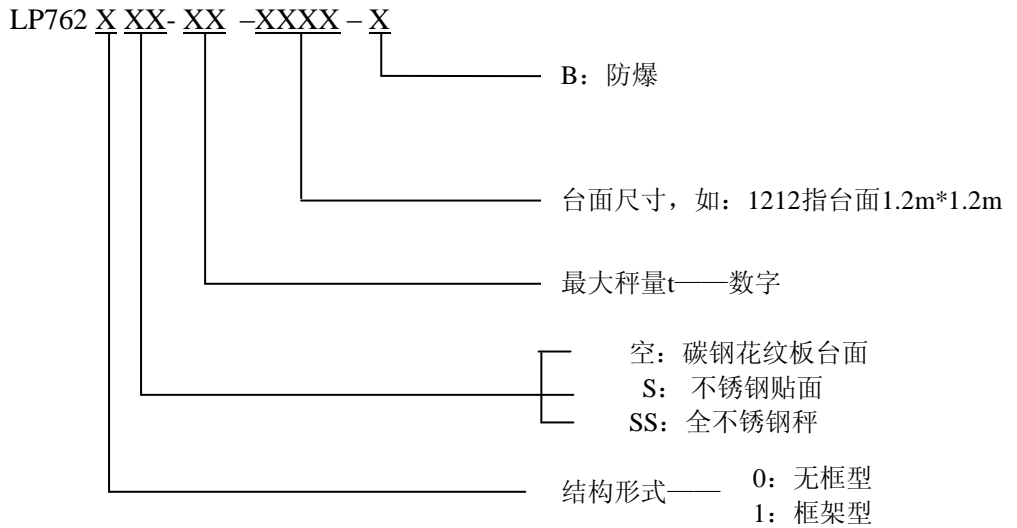 LP762 X XX- XX –XXXX – X
B：防爆
台面尺寸，如：1212指台面1.2m*1.2m
最大秤量t——数字
空：碳钢花纹板台面
S： 不锈钢贴面
SS：全不锈钢秤
结构形式——
0：无框型
1：框架型